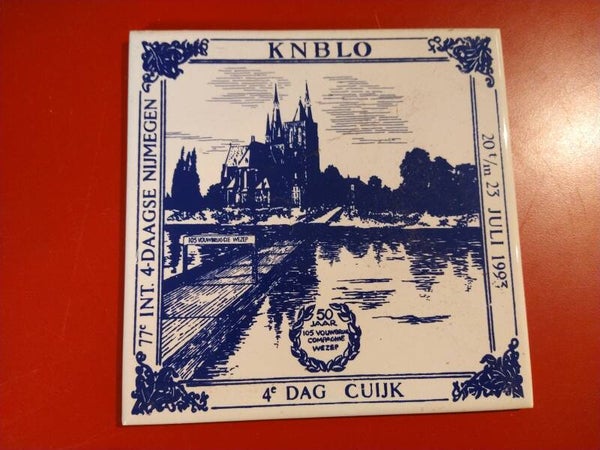 KNBLO
77e INT. 4-DAAGSE NIJMEGEN
20 t/m 23 JULI 1993
105 VOUWBRUGCIE WEZEP
50
JAAR
105 VOUWBRUG
COMPAGNIE
WEZEP
4e DAG CUIJK